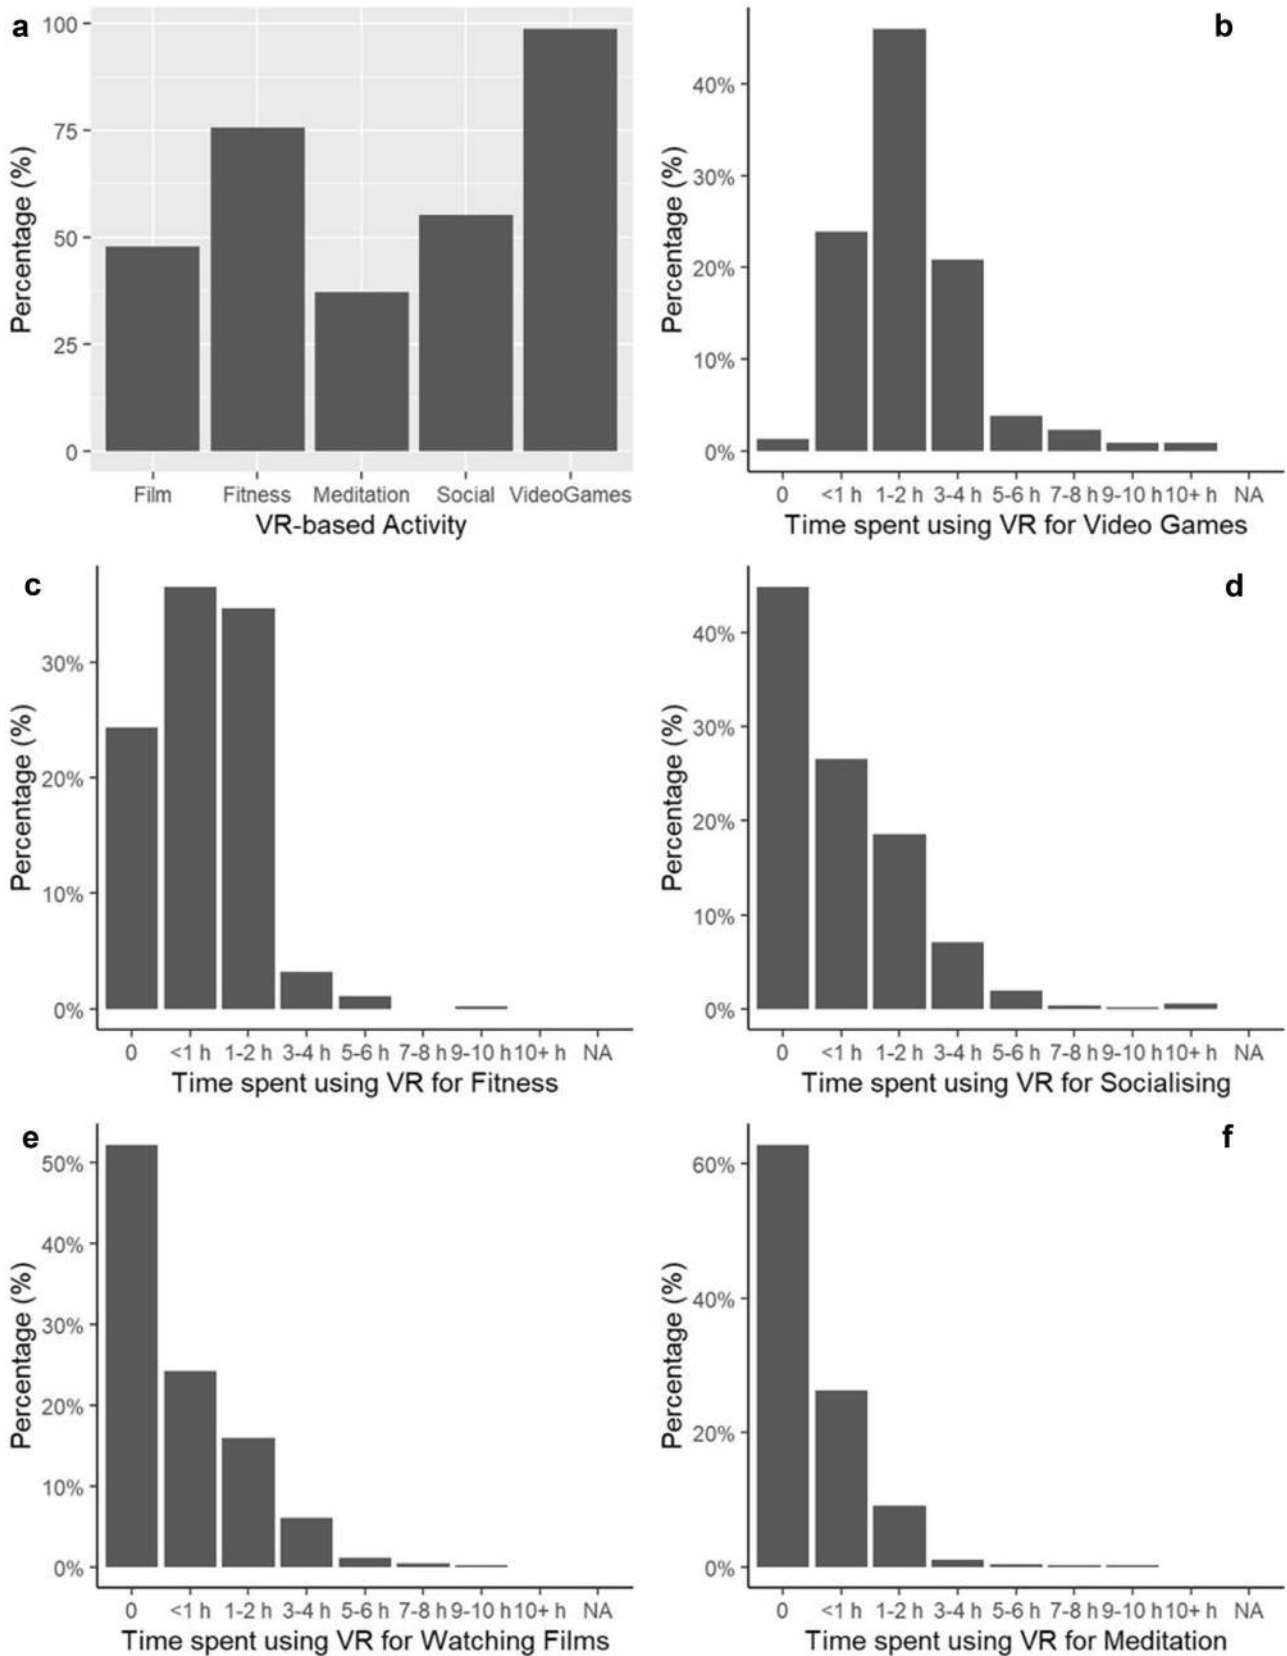 a
Percentage (%)
100
75
50
25
0
Film Fitness Meditation Social VideoGames
VR-based Activity
b
Percentage (%)
40%
30%
20%
10%
0%
0 <1 h 1-2 h 3-4 h 5-6 h 7-8 h 9-10 h 10+ h NA
Time spent using VR for Video Games
c
Percentage (%)
30%
20%
10%
0%
0 <1 h 1-2 h 3-4 h 5-6 h 7-8 h 9-10 h 10+ h NA
Time spent using VR for Fitness
d
Percentage (%)
40%
30%
20%
10%
0%
0 <1 h 1-2 h 3-4 h 5-6 h 7-8 h 9-10 h 10+ h NA
Time spent using VR for Socialising
e
Percentage (%)
50%
40%
30%
20%
10%
0%
0 <1 h 1-2 h 3-4 h 5-6 h 7-8 h 9-10 h 10+ h NA
Time spent using VR for Watching Films
f
Percentage (%)
60%
40%
20%
0%
0 <1 h 1-2 h 3-4 h 5-6 h 7-8 h 9-10 h 10+ h NA
Time spent using VR for Meditation